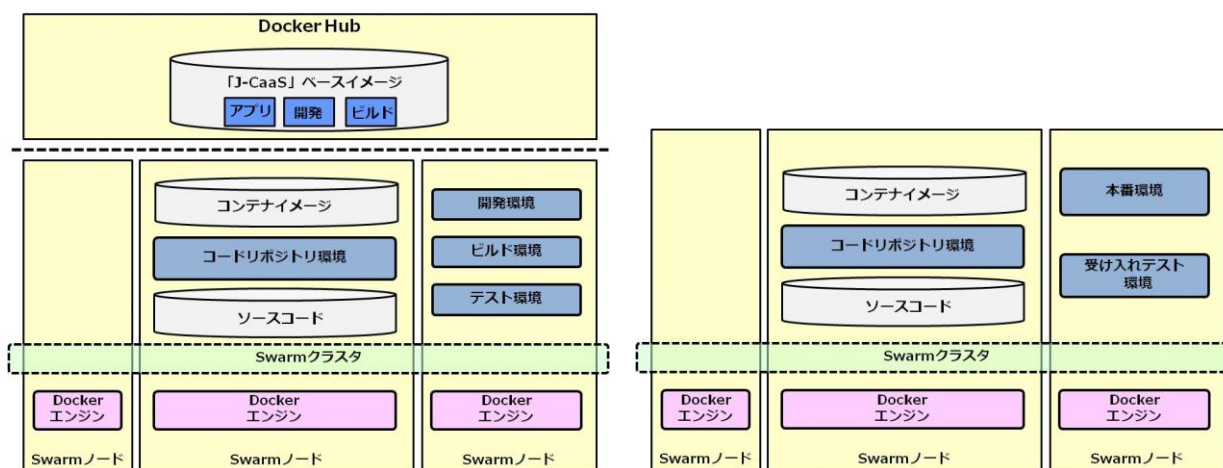 Docker Hub
「J-CaaS」ベースイメージ
アプリ
開発
ビルド
コンテナイメージ
コードリポジトリ環境
ソースコード
開発環境
ビルド環境
テスト環境
Swarmクラスタ
Docker
エンジン
Docker
エンジン
Docker
エンジン
Swarmノード
Swarmノード
Swarmノード
コンテナイメージ
コードリポジトリ環境
ソースコード
本番環境
受け入れテスト
環境
Swarmクラスタ
Docker
エンジン
Docker
エンジン
Docker
エンジン
Swarmノード
Swarmノード
Swarmノード